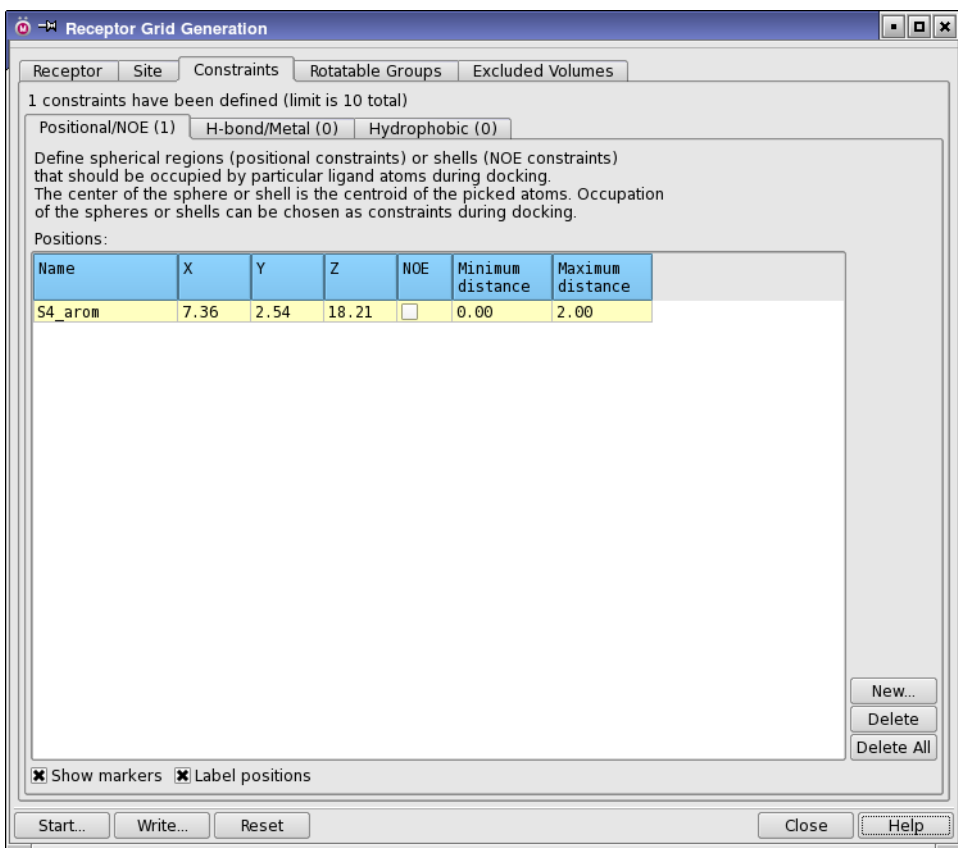 Receptor Grid Generation
Receptor Site Constraints Rotatable Groups Excluded Volumes
1 constraints have been defined (limit is 10 total)
Positional/NOE (1) H-bond/Metal (0) Hydrophobic (0)
Define spherical regions (positional constraints) or shells (NOE constraints)
that should be occupied by particular ligand atoms during docking.
The center of the sphere or shell is the centroid of the picked atoms. Occupation
of the spheres or shells can be chosen as constraints during docking.
Positions:
Name X Y Z NOE Minimum distance Maximum distance
S4_arom 7.36 2.54 18.21 0.00 2.00
New...
Delete
Delete All
Show markers Label positions
Start... Write... Reset Close Help